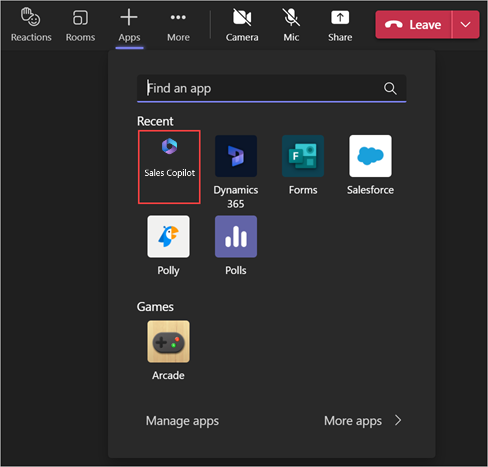 Reactions Rooms Apps More Camera Mic Share Leave
Find an app
Recent
Sales Copilot Dynamics 365 Forms Salesforce
Polly Polls
Games
Arcade
Manage apps More apps